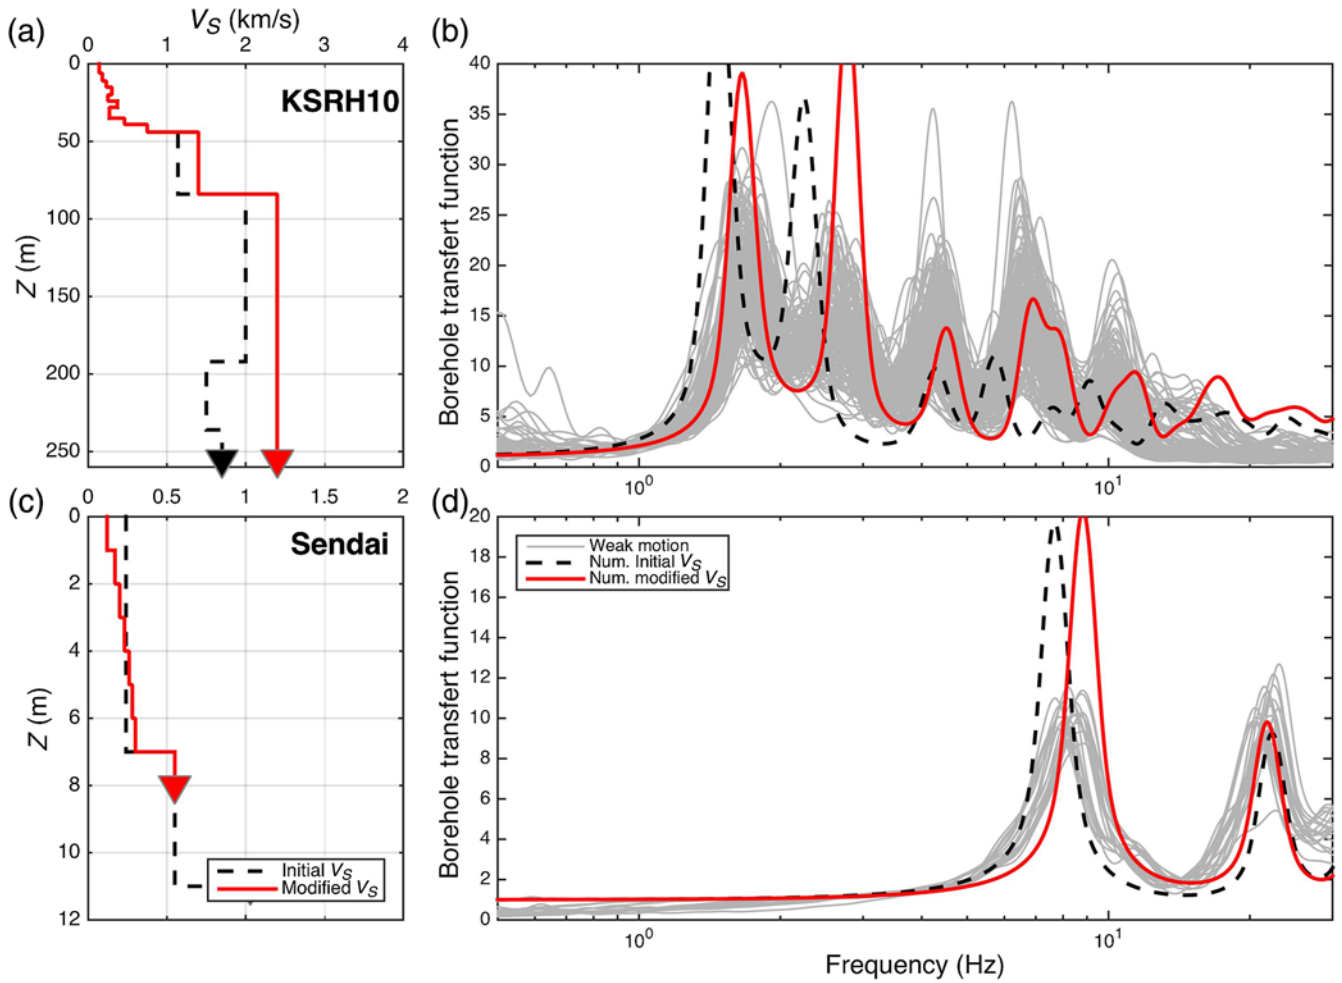 (a)
V_S (km/s)
0 1 2 3 4
KSRH10
0
50
100
150
200
250
Z (m)
(b)
40
35
30
25
20
15
10
5
0
Borehole transfert function
10^0 10^1
(c)
0 0.5 1 1.5 2
Sendai
0
2
4
6
8
10
12
Z (m)
Initial V_S
Modified V_S
(d)
20
18
16
14
12
10
8
6
4
2
0
Borehole transfert function
Weak motion
Num. Initial V_S
Num. modified V_S
10^0 10^1
Frequency (Hz)